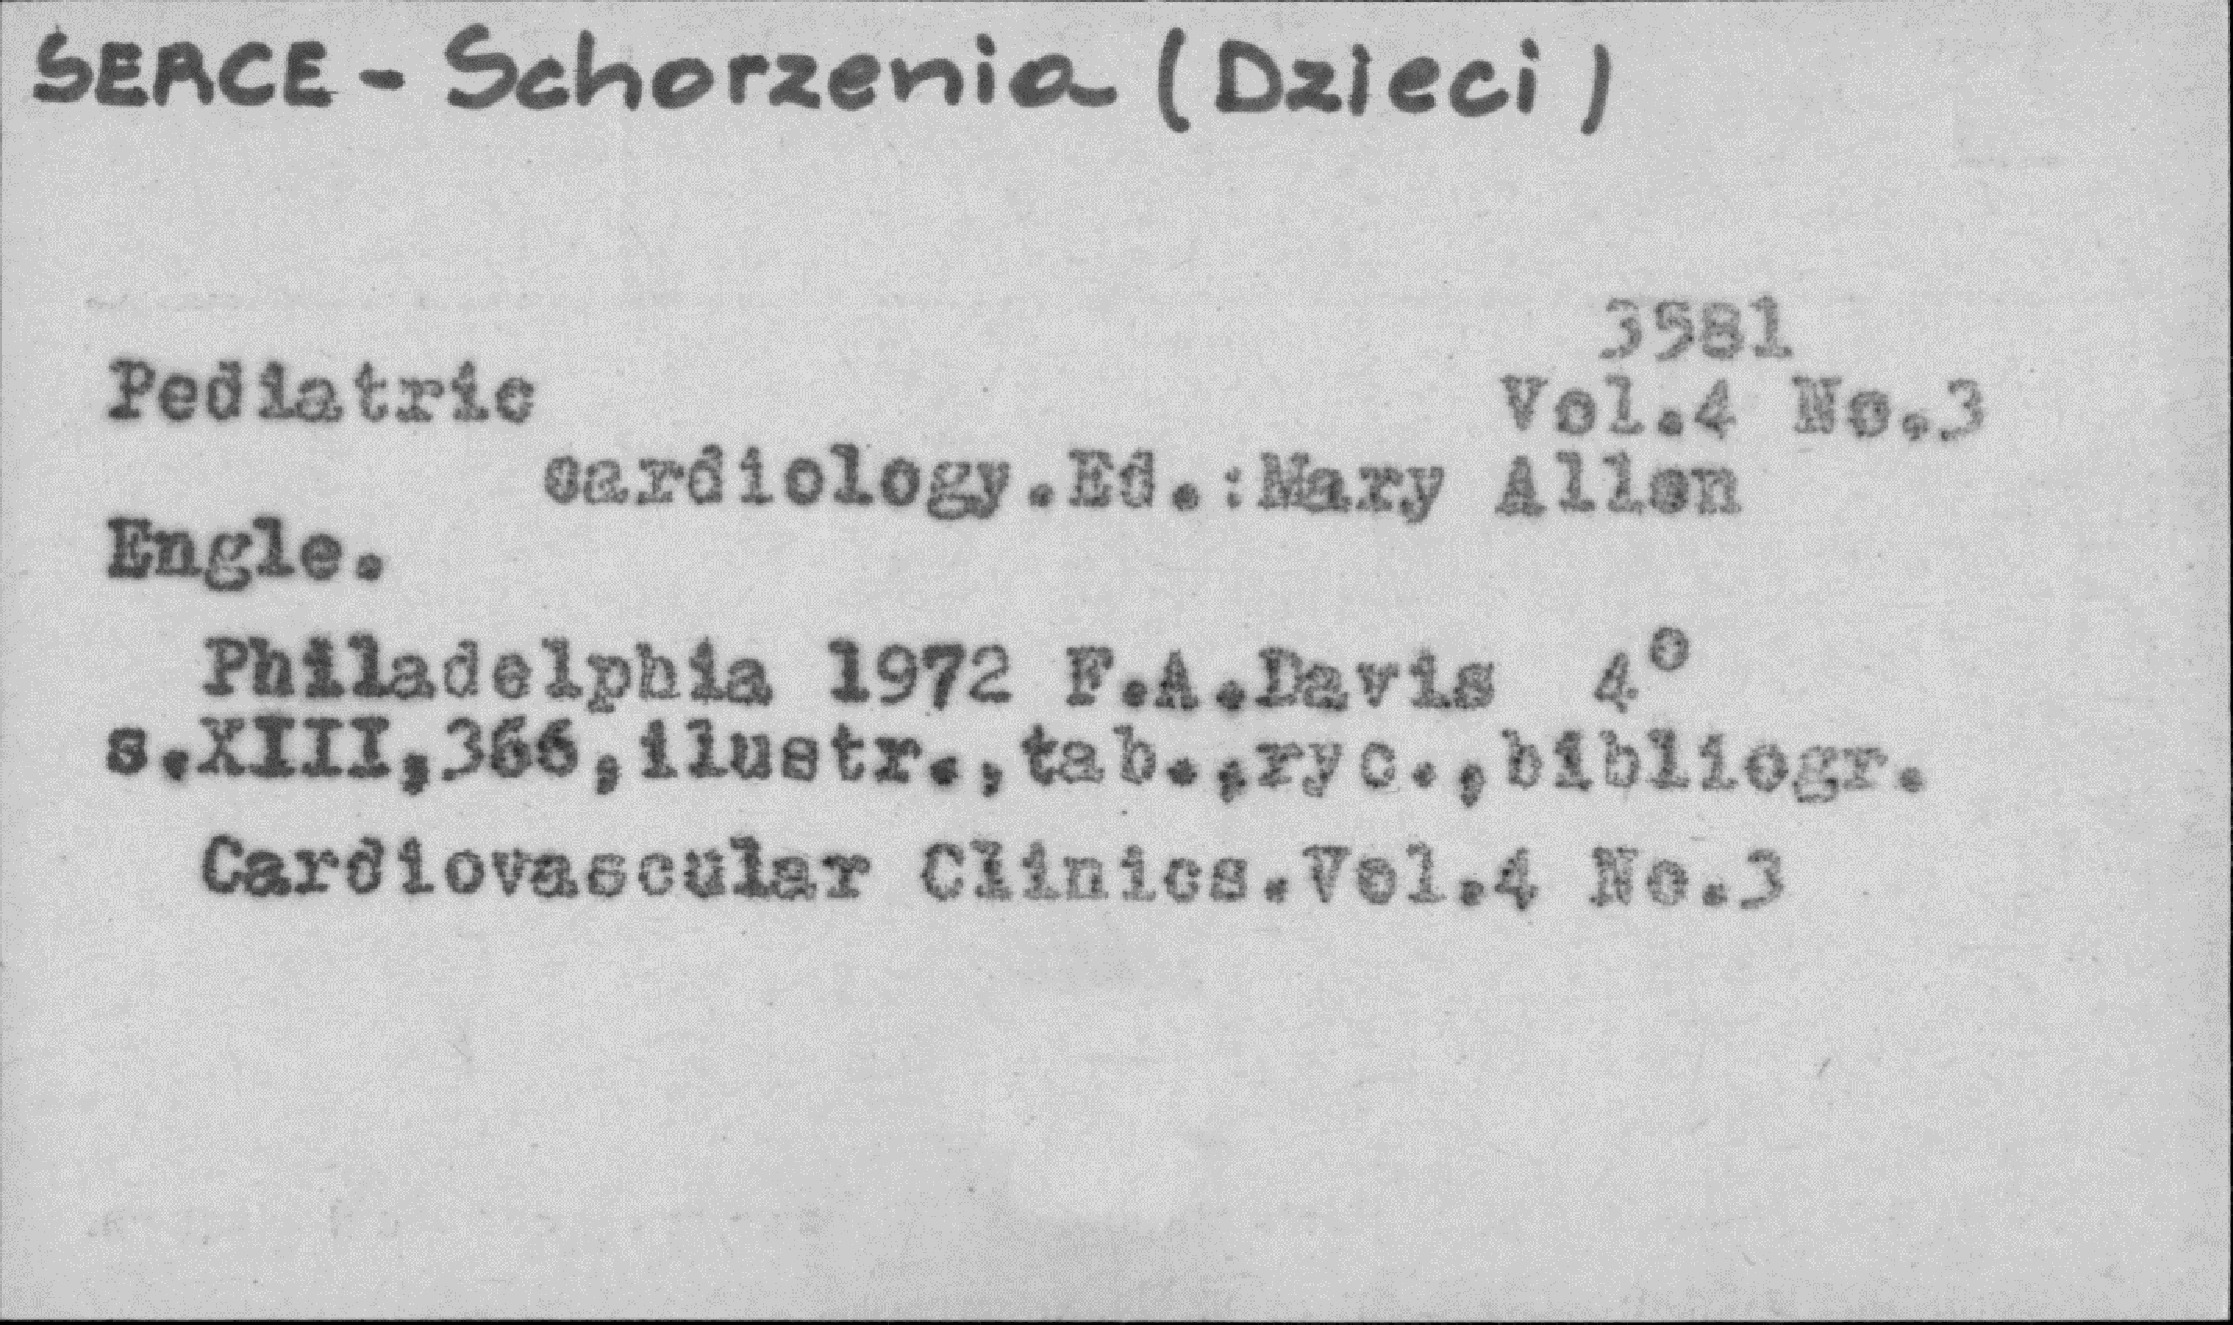 SERCE - Schorzenia (Dzieci)
3581
Pediatric
Vol.4 No.3
cardiology.Ed.:Mary Allen
Engle.
Philadelphia 1972 F.A.Davis 4°
s.XIII,366,ilustr.,tab.,ryc.,bibliogr.
Cardiovascular Clinics.Vol.4 No.3